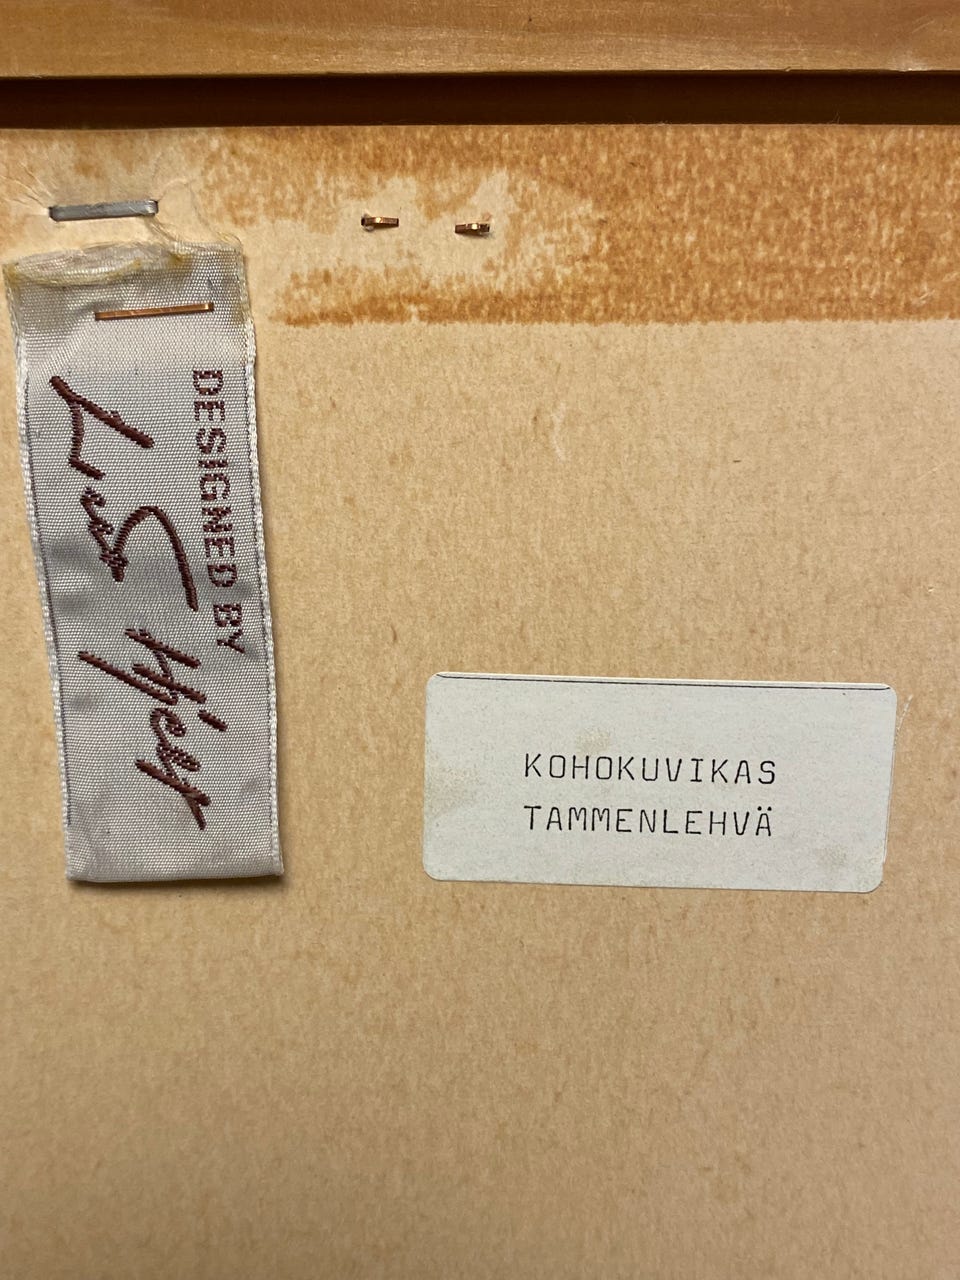 DESIGNED BY
KOHOKUVIKAS
TAMMENLEHVÄ